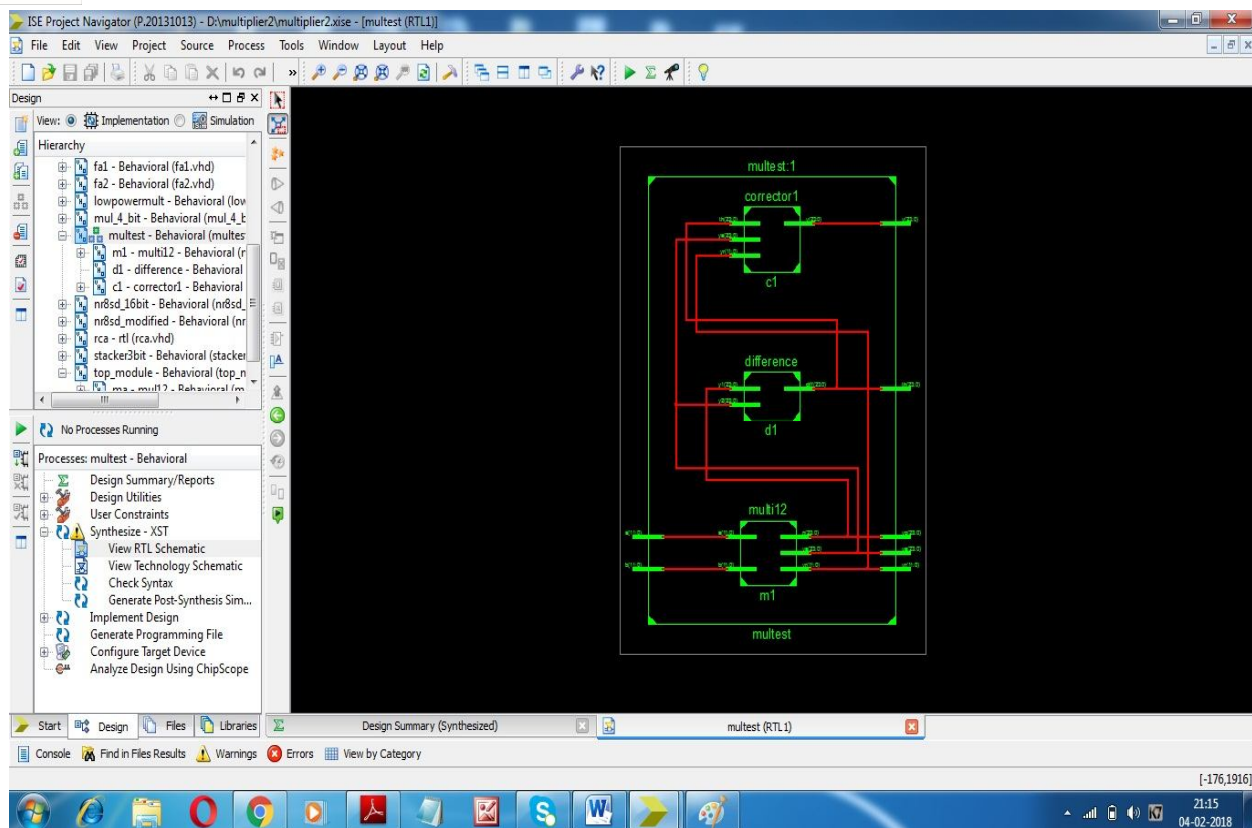 ISE Project Navigator (P.20131013) - D:\multiplier2\multiplier2.xise - [multest (RTL1)]
File Edit View Project Source Process Tools Window Layout Help
Design
View: Implementation Simulation
Hierarchy
fa1 - Behavioral (fa1.vhd)
fa2 - Behavioral (fa2.vhd)
lowpowermult - Behavioral (low
mul_4_bit - Behavioral (mul_4_b
multest - Behavioral (multes
m1 - multi12 - Behavioral (r
d1 - difference - Behavioral
c1 - corrector1 - Behavioral
nr8sd_16bit - Behavioral (nr8sd_
nr8sd_modified - Behavioral (nr
rca - rtl (rca.vhd)
stacker3bit - Behavioral (stacker
top_module - Behavioral (top_n
ma - mul12 - Behavioral (m
No Processes Running
Processes: multest - Behavioral
Design Summary/Reports
Design Utilities
User Constraints
Synthesize - XST
View RTL Schematic
View Technology Schematic
Check Syntax
Generate Post-Synthesis Sim...
Implement Design
Generate Programming File
Configure Target Device
Analyze Design Using ChipScope
multest:1
corrector1
c1
difference
d1
multi12
m1
multest
Start Design Files Libraries Design Summary (Synthesized) multest (RTL1)
Console Find in Files Results Warnings Errors View by Category
[-176,1916]
21:15
04-02-2018